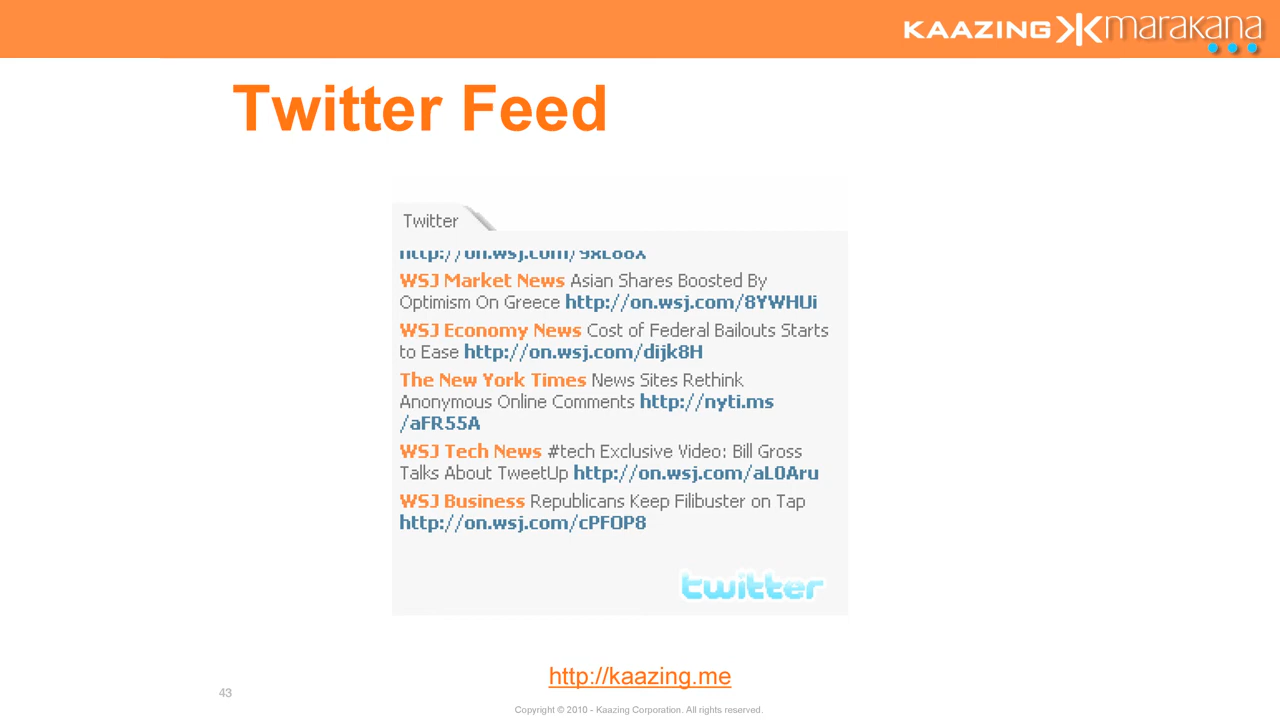 KAAZING marakana
Twitter Feed
Twitter
WSJ Market News Asian Shares Boosted By
Optimism On Greece http://on.wsj.com/8YWHUi
WSJ Economy News Cost of Federal Bailouts Starts
to Ease http://on.wsj.com/dijk8H
The New York Times News Sites Rethink
Anonymous Online Comments http://nyti.ms
/aFR55A
WSJ Tech News #tech Exclusive Video: Bill Gross
Talks About TweetUp http://on.wsj.com/aL0Aru
WSJ Business Republicans Keep Filibuster on Tap
http://on.wsj.com/cPFOP8
twitter
http://kaazing.me
43
Copyright © 2010 - Kaazing Corporation. All rights reserved.